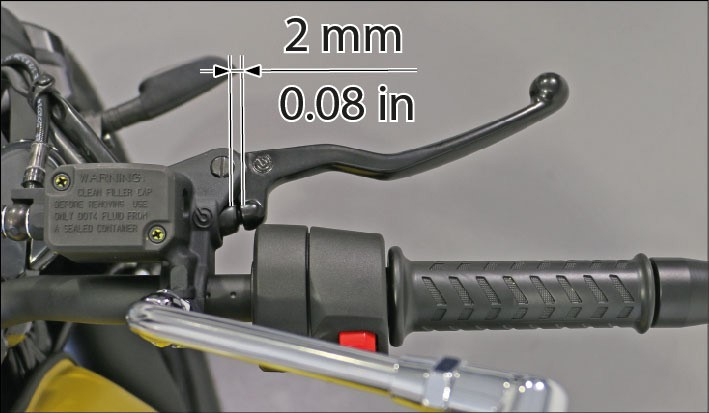 2 mm
0.08 in
WARNING:
CLEAN FILLER CAP
BEFORE REMOVING. USE
ONLY DOT4 FLUID FROM
A SEALED CONTAINER